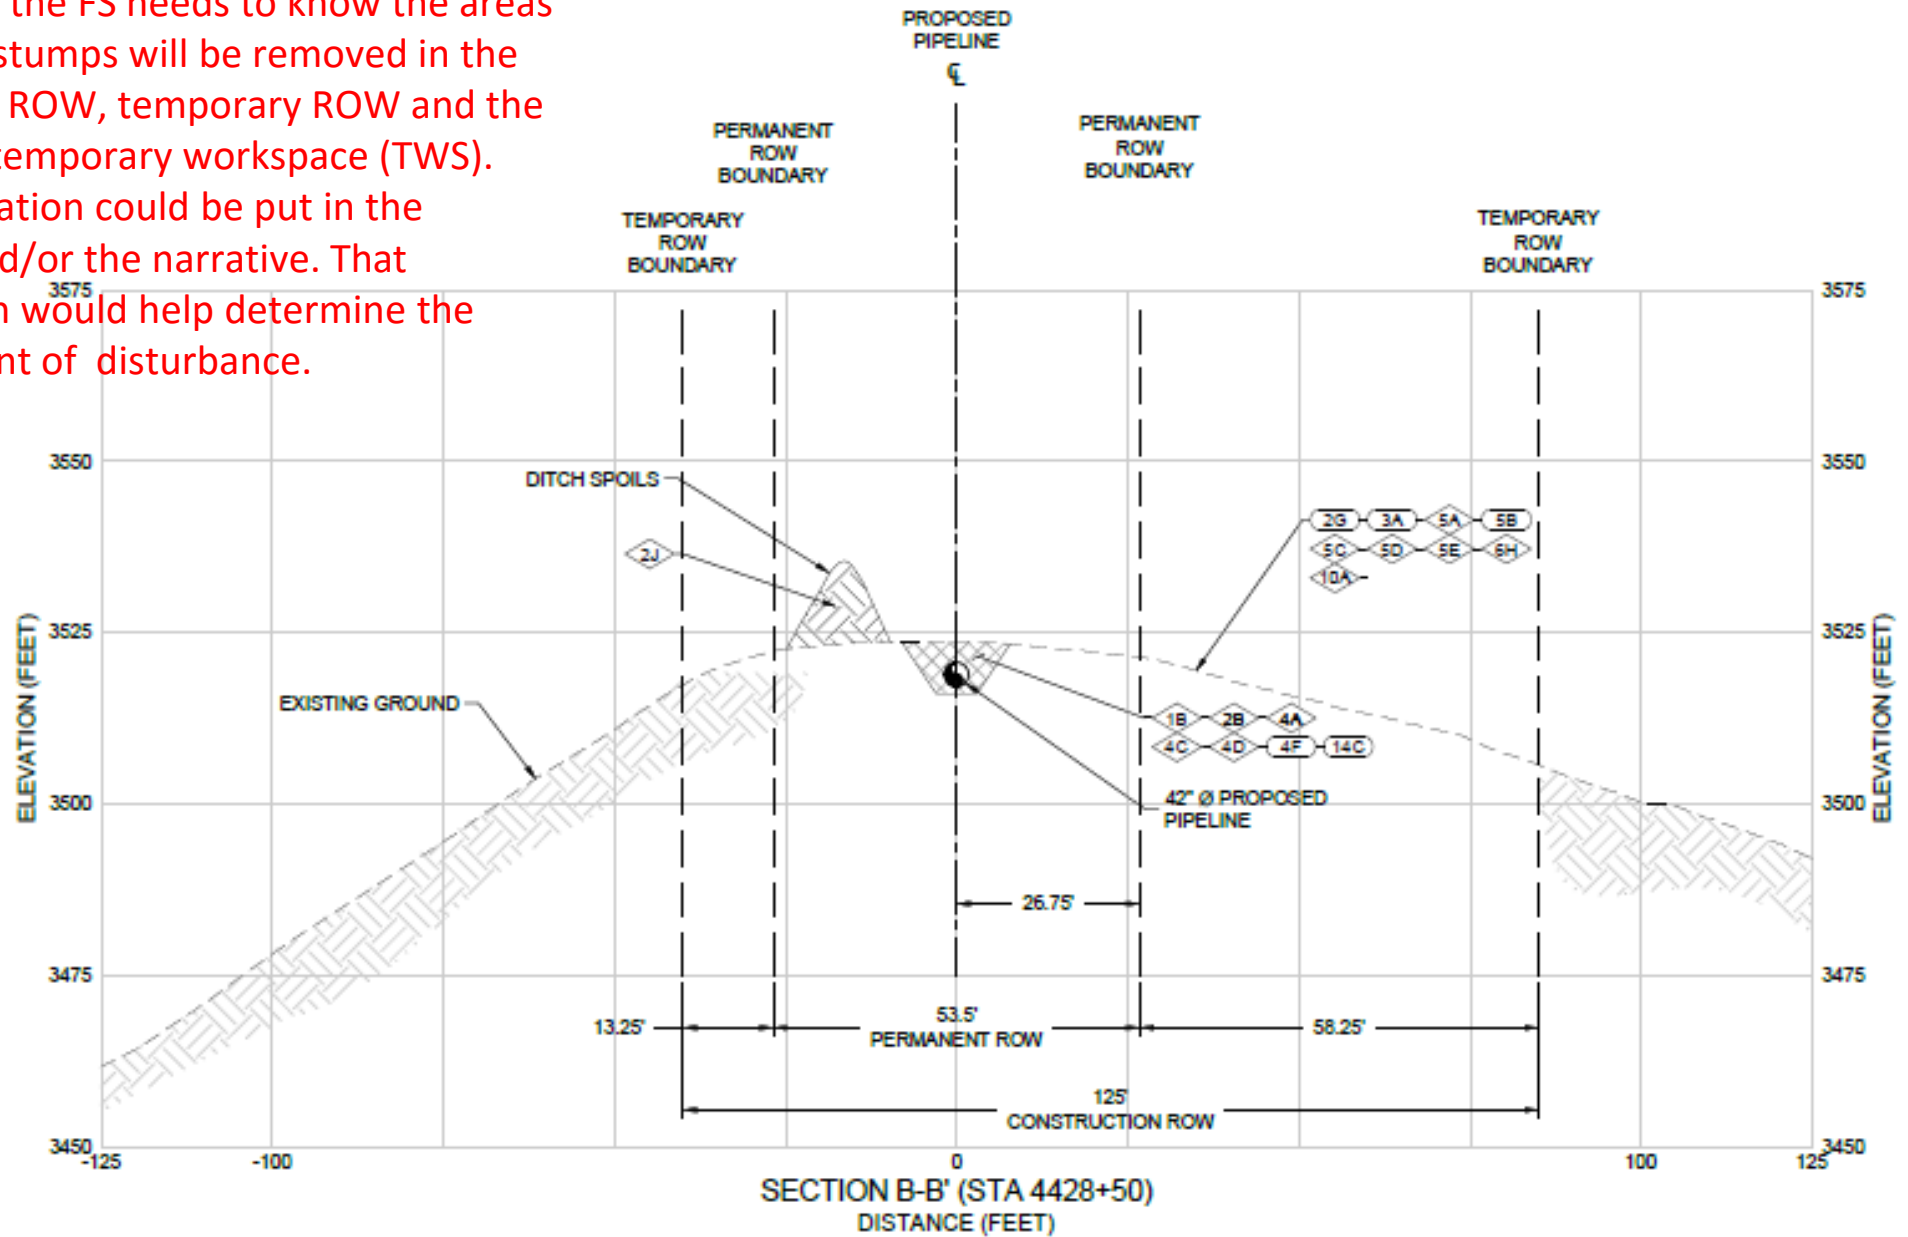 the FS needs to know the areas
stumps will be removed in the
ROW, temporary ROW and the
temporary workspace (TWS).
ation could be put in the
d/or the narrative. That
n would help determine the
nt of  disturbance.
PROPOSED
PIPELINE
℄
PERMANENT
ROW
BOUNDARY
PERMANENT
ROW
BOUNDARY
TEMPORARY
ROW
BOUNDARY
TEMPORARY
ROW
BOUNDARY
3575
3575
3550
3550
DITCH SPOILS
2J
2G 3A 5A 5B
5C 5D 5E 6H
10A
3525
3525
ELEVATION (FEET)
ELEVATION (FEET)
EXISTING GROUND
1B 2B 4A
4C 4D 4F 14C
42" Ø PROPOSED
PIPELINE
3500
3500
26.75'
3475
3475
13.25'
53.5'
PERMANENT ROW
58.25'
125'
CONSTRUCTION ROW
3450
3450
-125
-100
0
100
125
SECTION B-B' (STA 4428+50)
DISTANCE (FEET)